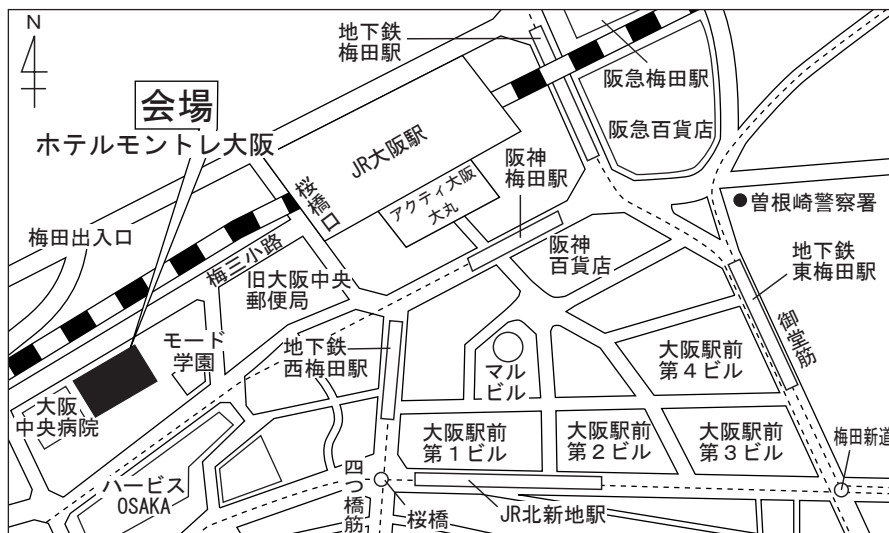 N
地下鉄
梅田駅
阪急梅田駅
会場
ホテルモントレ大阪
阪急百貨店
JR大阪駅
阪神
梅田駅
桜橋口
アクティ大阪
大丸
曽根崎警察署
梅田出入口
梅三小路
阪神
百貨店
地下鉄
東梅田駅
旧大阪中央
郵便局
御堂筋
モード
学園
地下鉄
西梅田駅
マル
ビル
大阪駅前
第4ビル
大阪
中央病院
大阪駅前
第1ビル
大阪駅前
第2ビル
大阪駅前
第3ビル
梅田新道
ハービス
OSAKA
四つ橋筋
桜橋
JR北新地駅